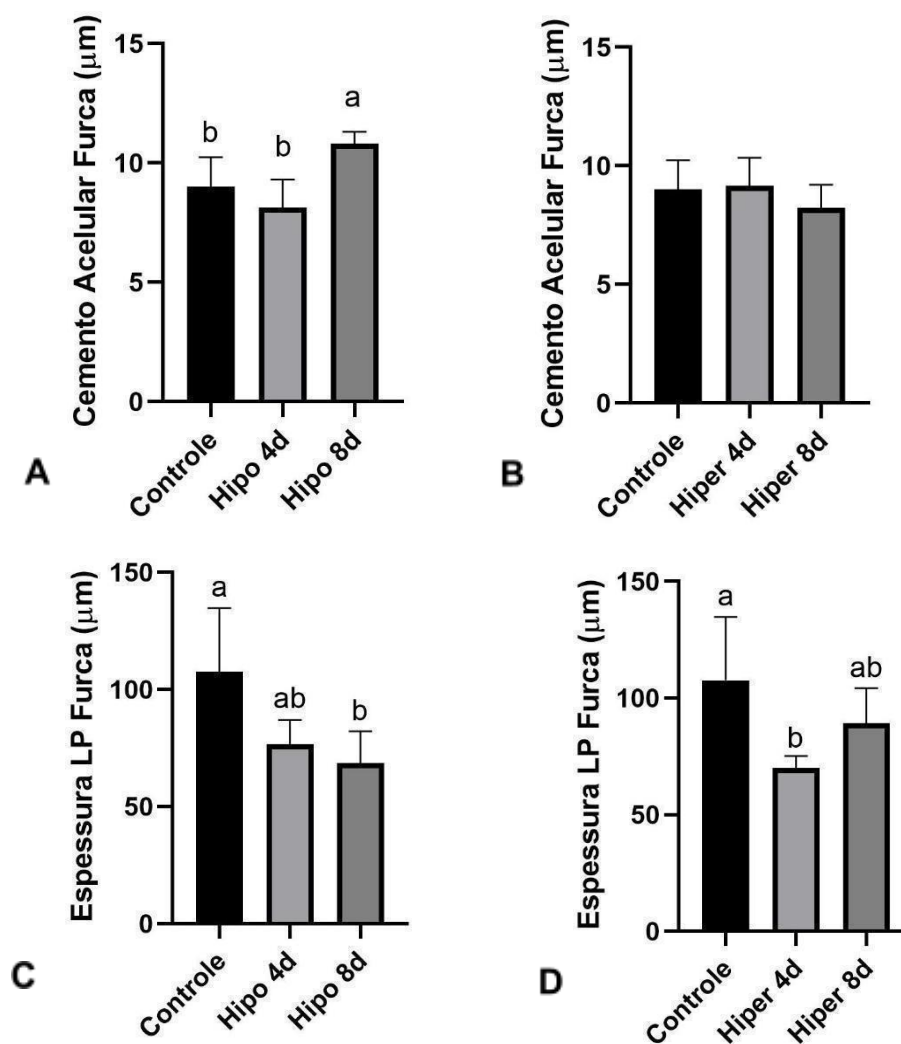 Cemento Acelular Furca (μm)
15
10
5
0
b
b
a
Controle
Hipo 4d
Hipo 8d
A
Cemento Acelular Furca (μm)
15
10
5
0
Controle
Hiper 4d
Hiper 8d
B
Espessura LP Furca (μm)
150
100
50
0
a
ab
b
Controle
Hipo 4d
Hipo 8d
C
Espessura LP Furca (μm)
150
100
50
0
a
b
ab
Controle
Hiper 4d
Hiper 8d
D